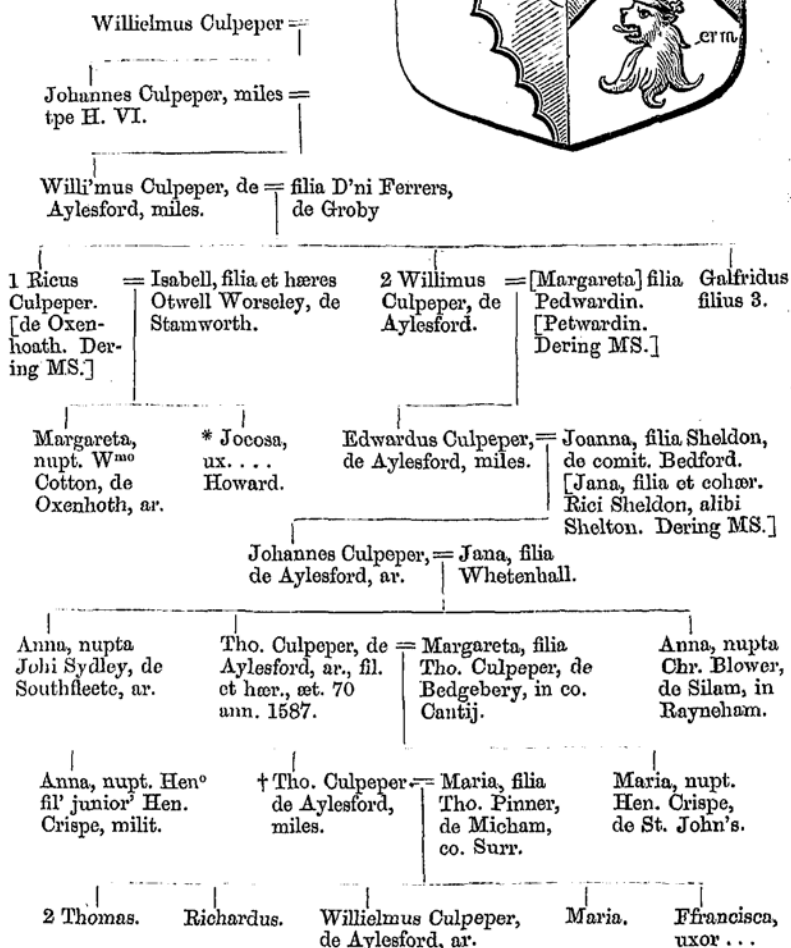 erm.
Willielmus Culpeper =
Johannes Culpeper, miles =
tpe H. VI.
Willi'mus Culpeper, de = filia D'ni Ferrers,
Aylesford, miles. de Groby
1 Ricus = Isabell, filia et hæres 2 Willimus = [Margareta] filia Galfridus
Culpeper. Otwell Worseley, de Culpeper, de Pedwardin. filius 3.
[de Oxen- Stamworth. Aylesford. [Petwardin.
hoath. Der- Dering MS.]
ing MS.]
Margareta, * Jocosa, Edwardus Culpeper, = Joanna, filia Sheldon,
nupt. Wmo ux. . . . de Aylesford, miles. de comit. Bedford.
Cotton, de Howard. [Jana, filia et cohær.
Oxenhoth, ar. Rici Sheldon, alibi
Shelton. Dering MS.]
Johannes Culpeper, = Jana, filia
de Aylesford, ar. Whetenhall.
Anna, nupta Tho. Culpeper, de = Margareta, filia Anna, nupta
Johi Sydley, de Aylesford, ar., fil. Tho. Culpeper, de Chr. Blower,
Southfleete, ar. et hær., æt. 70 Bedgebery, in co. de Silam, in
ann. 1587. Cantij. Rayneham.
Anna, nupt. Heno † Tho. Culpeper = Maria, filia Maria, nupt.
fil' junior' Hen. de Aylesford, Tho. Pinner, Hen. Crispe,
Crispe, milit. miles. de Micham, de St. John's.
co. Surr.
2 Thomas. Richardus. Willielmus Culpeper, Maria. Ffrancisca,
de Aylesford, ar. uxor . . .